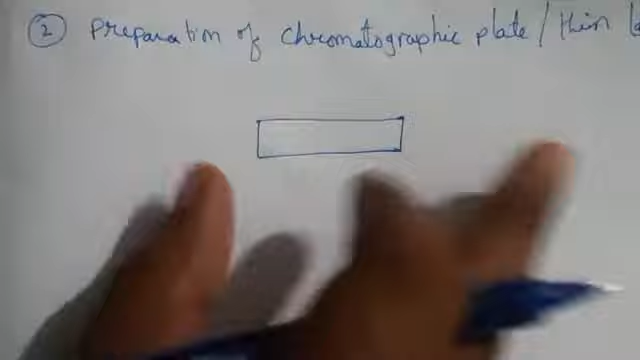 ② Preparation of chromatographic plate / thin